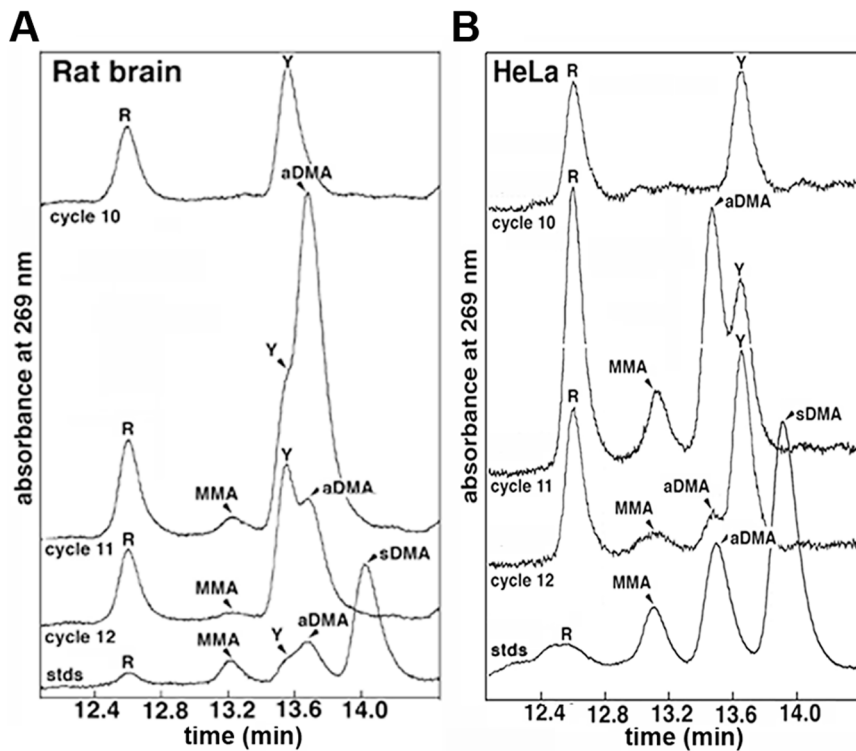 A
Rat brain
absorbance at 269 nm
R
Y
cycle 10
aDMA
Y
R
MMA
cycle 11
Y
aDMA
R
MMA
cycle 12
sDMA
R
MMA
Y
aDMA
stds
12.4 12.8 13.2 13.6 14.0
time (min)
B
HeLa
absorbance at 269 nm
R
Y
cycle 10
R
aDMA
Y
MMA
cycle 11
R
Y
MMA
aDMA
cycle 12
sDMA
R
MMA
aDMA
stds
12.4 12.8 13.2 13.6 14.0
time (min)